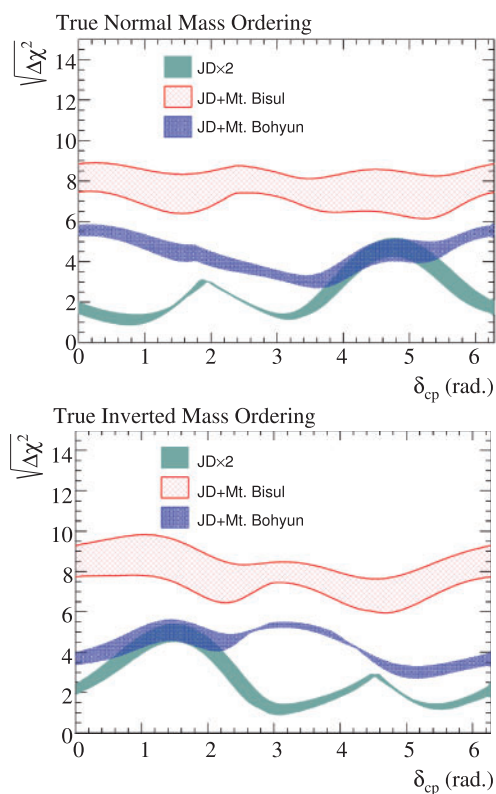 True Normal Mass Ordering
√Δχ²
14
12
10
8
6
4
2
0
JD×2
JD+Mt. Bisul
JD+Mt. Bohyun
0 1 2 3 4 5 6
δcp (rad.)
True Inverted Mass Ordering
√Δχ²
14
12
10
8
6
4
2
0
JD×2
JD+Mt. Bisul
JD+Mt. Bohyun
0 1 2 3 4 5 6
δcp (rad.)